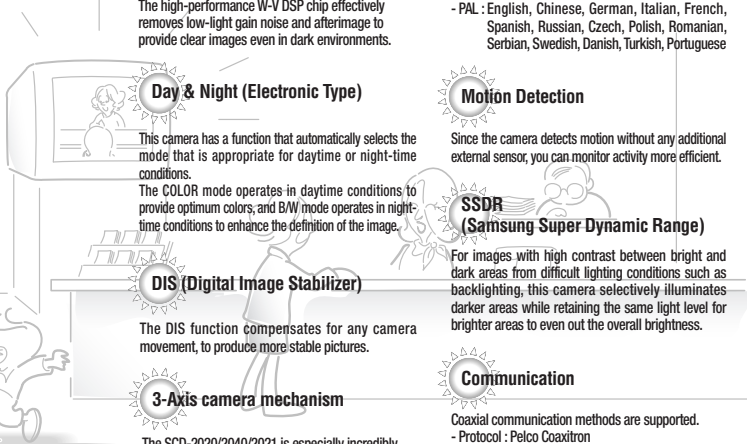 The high-performance W-V DSP chip effectively
removes low-light gain noise and afterimage to
provide clear images even in dark environments.
Day & Night (Electronic Type)
This camera has a function that automatically selects the
mode that is appropriate for daytime or night-time
conditions.
The COLOR mode operates in daytime conditions to
provide optimum colors, and B/W mode operates in night-
time conditions to enhance the definition of the image.
DIS (Digital Image Stabilizer)
The DIS function compensates for any camera
movement, to produce more stable pictures.
3-Axis camera mechanism
The SCD-2020/2040/2021 is especially incredibly
- PAL : English, Chinese, German, Italian, French,
Spanish, Russian, Czech, Polish, Romanian,
Serbian, Swedish, Danish, Turkish, Portuguese
Motion Detection
Since the camera detects motion without any additional
external sensor, you can monitor activity more efficient.
SSDR
(Samsung Super Dynamic Range)
For images with high contrast between bright and
dark areas from difficult lighting conditions such as
backlighting, this camera selectively illuminates
darker areas while retaining the same light level for
brighter areas to even out the overall brightness.
Communication
Coaxial communication methods are supported.
- Protocol : Pelco Coaxitron